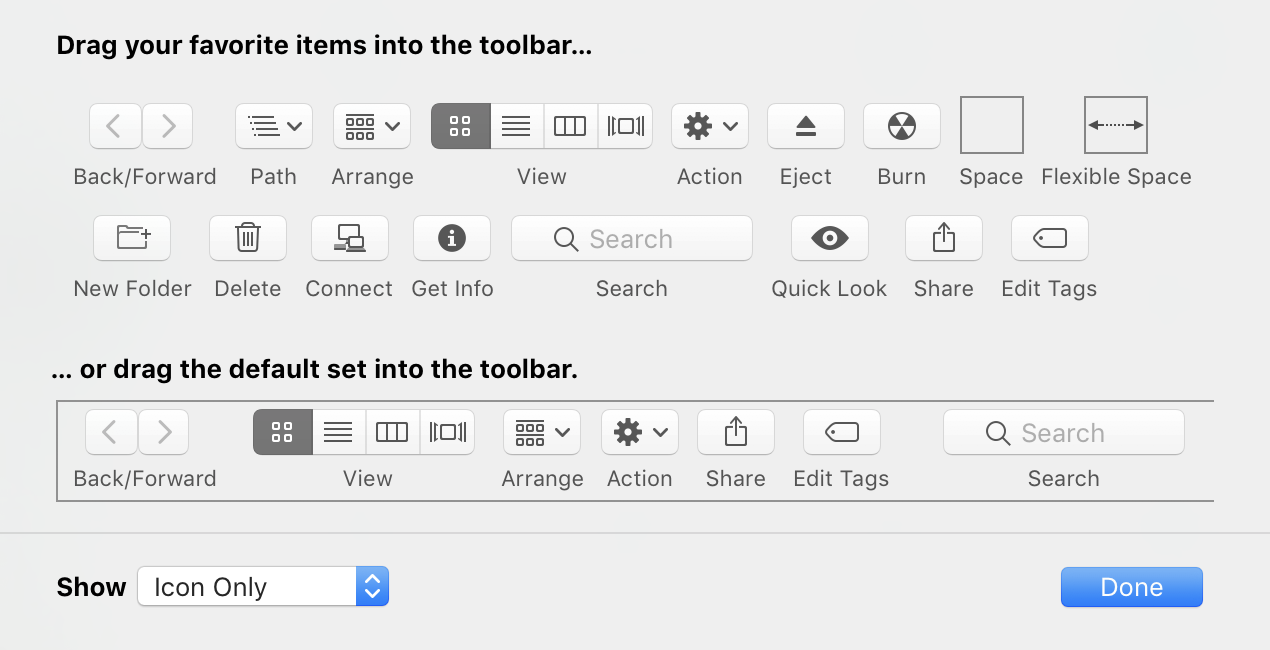 Drag your favorite items into the toolbar...
Back/Forward Path Arrange View Action Eject Burn Space Flexible Space
Search
New Folder Delete Connect Get Info Search Quick Look Share Edit Tags
... or drag the default set into the toolbar.
Search
Back/Forward View Arrange Action Share Edit Tags Search
Show Icon Only Done